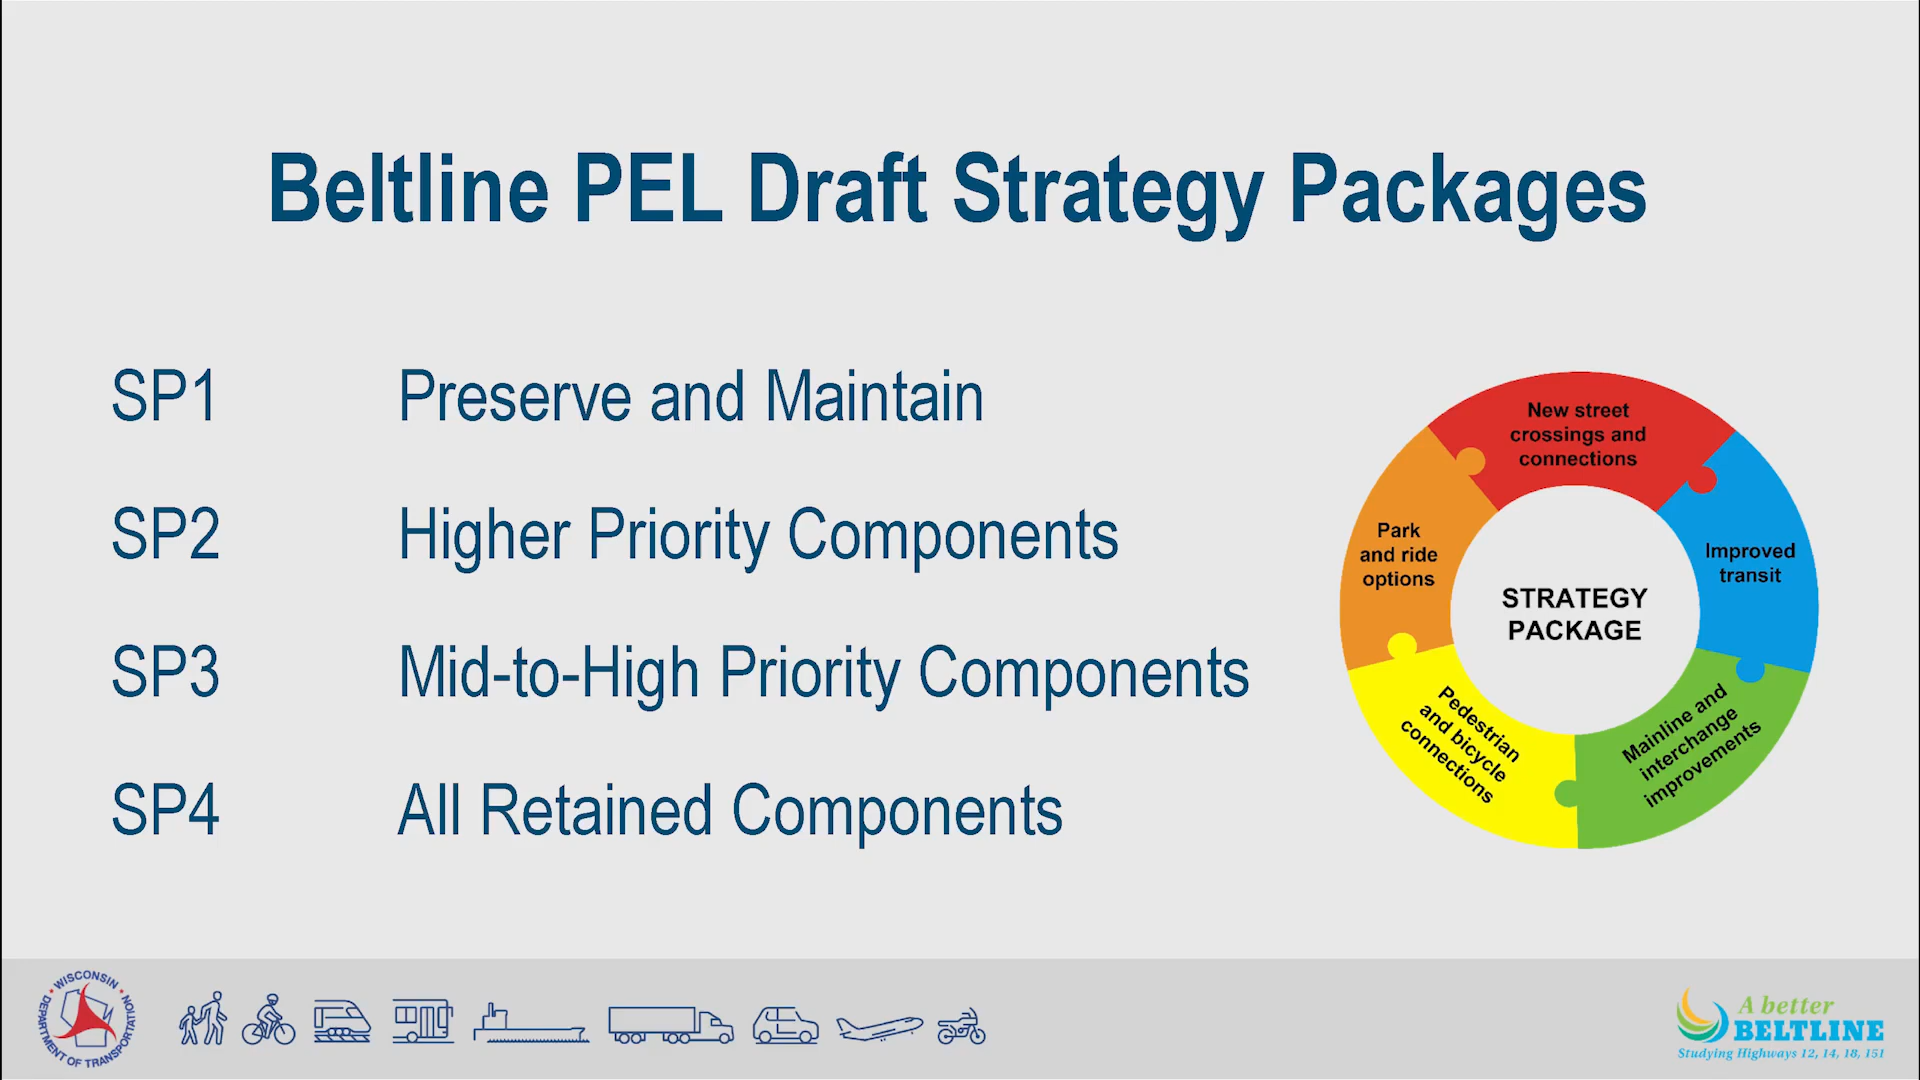 Beltline PEL Draft Strategy Packages
SP1 Preserve and Maintain
SP2 Higher Priority Components
SP3 Mid-to-High Priority Components
SP4 All Retained Components
New street
crossings and
connections
Improved
transit
Mainline and
interchange
improvements
Pedestrian
and bicycle
connections
Park
and ride
options
STRATEGY
PACKAGE
WISCONSIN
DEPARTMENT OF TRANSPORTATION
A better
BELTLINE
Studying Highways 12, 14, 18, 151